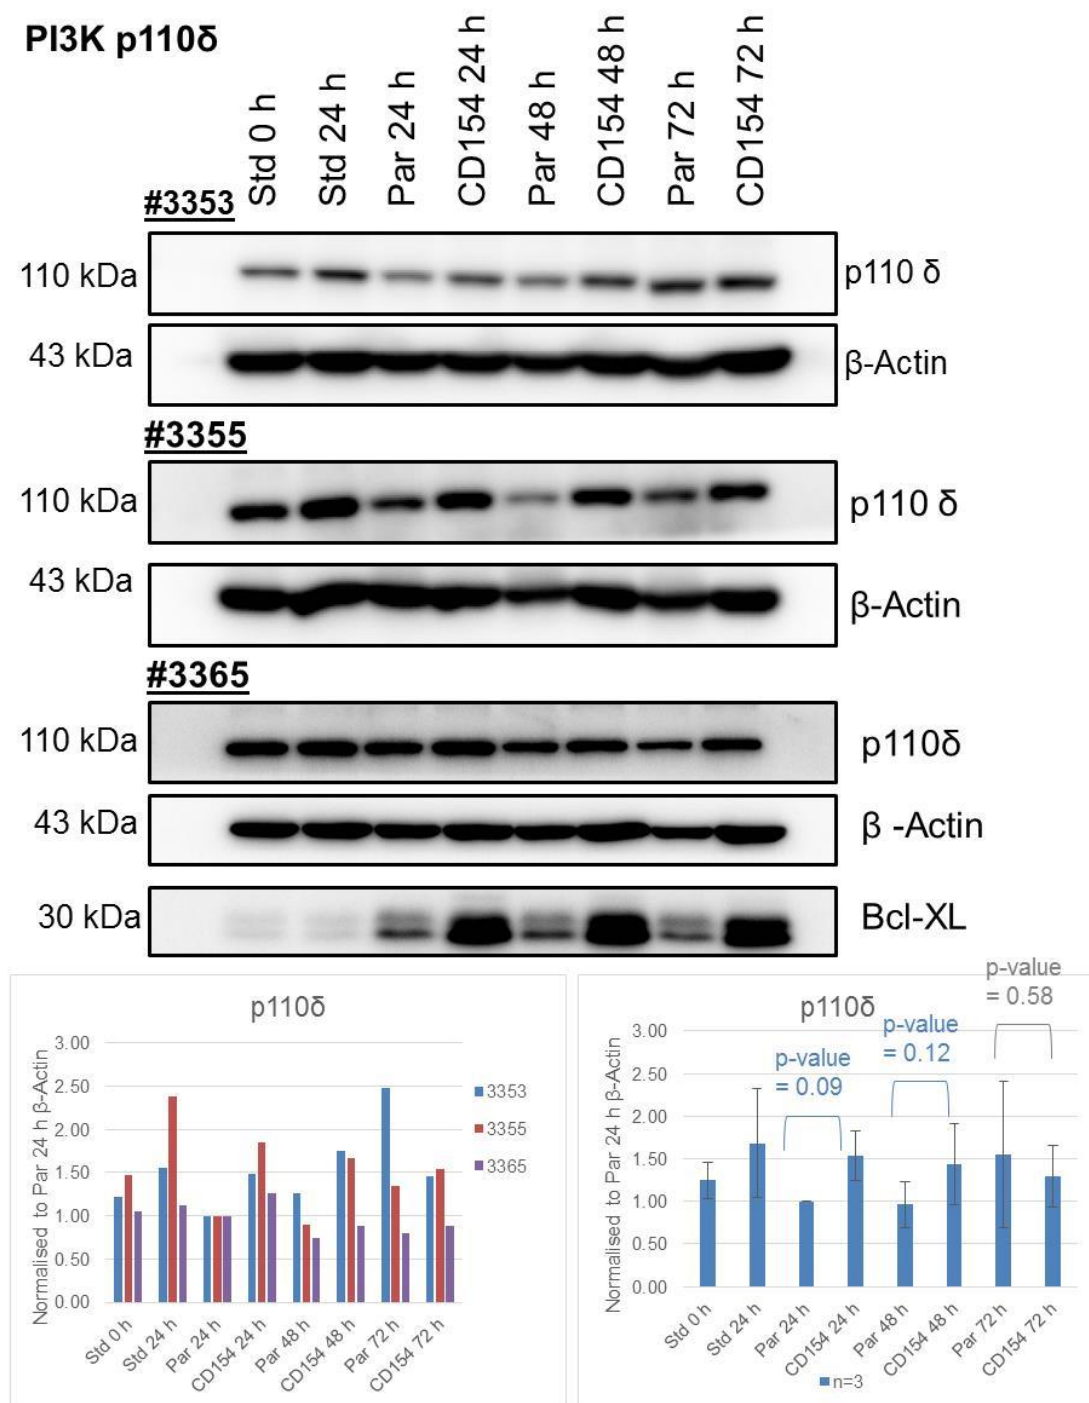 PI3K p110δ
Std 0 h
Std 24 h
Par 24 h
CD154 24 h
Par 48 h
CD154 48 h
Par 72 h
CD154 72 h
#3353
110 kDa
p110 δ
43 kDa
β-Actin
#3355
110 kDa
p110 δ
43 kDa
β-Actin
#3365
110 kDa
p110δ
43 kDa
β -Actin
30 kDa
Bcl-XL
p110δ
Normalised to Par 24 h β-Actin
3.00
2.50
2.00
1.50
1.00
0.50
0.00
Std 0 h
Std 24 h
Par 24 h
CD154 24 h
Par 48 h
CD154 48 h
Par 72 h
CD154 72 h
3353
3355
3365
p110δ
p-value
= 0.09
p-value
= 0.12
p-value
= 0.58
Normalised to Par 24 h β-Actin
3.00
2.50
2.00
1.50
1.00
0.50
0.00
Std 0 h
Std 24 h
Par 24 h
CD154 24 h
Par 48 h
CD154 48 h
Par 72 h
CD154 72 h
n=3